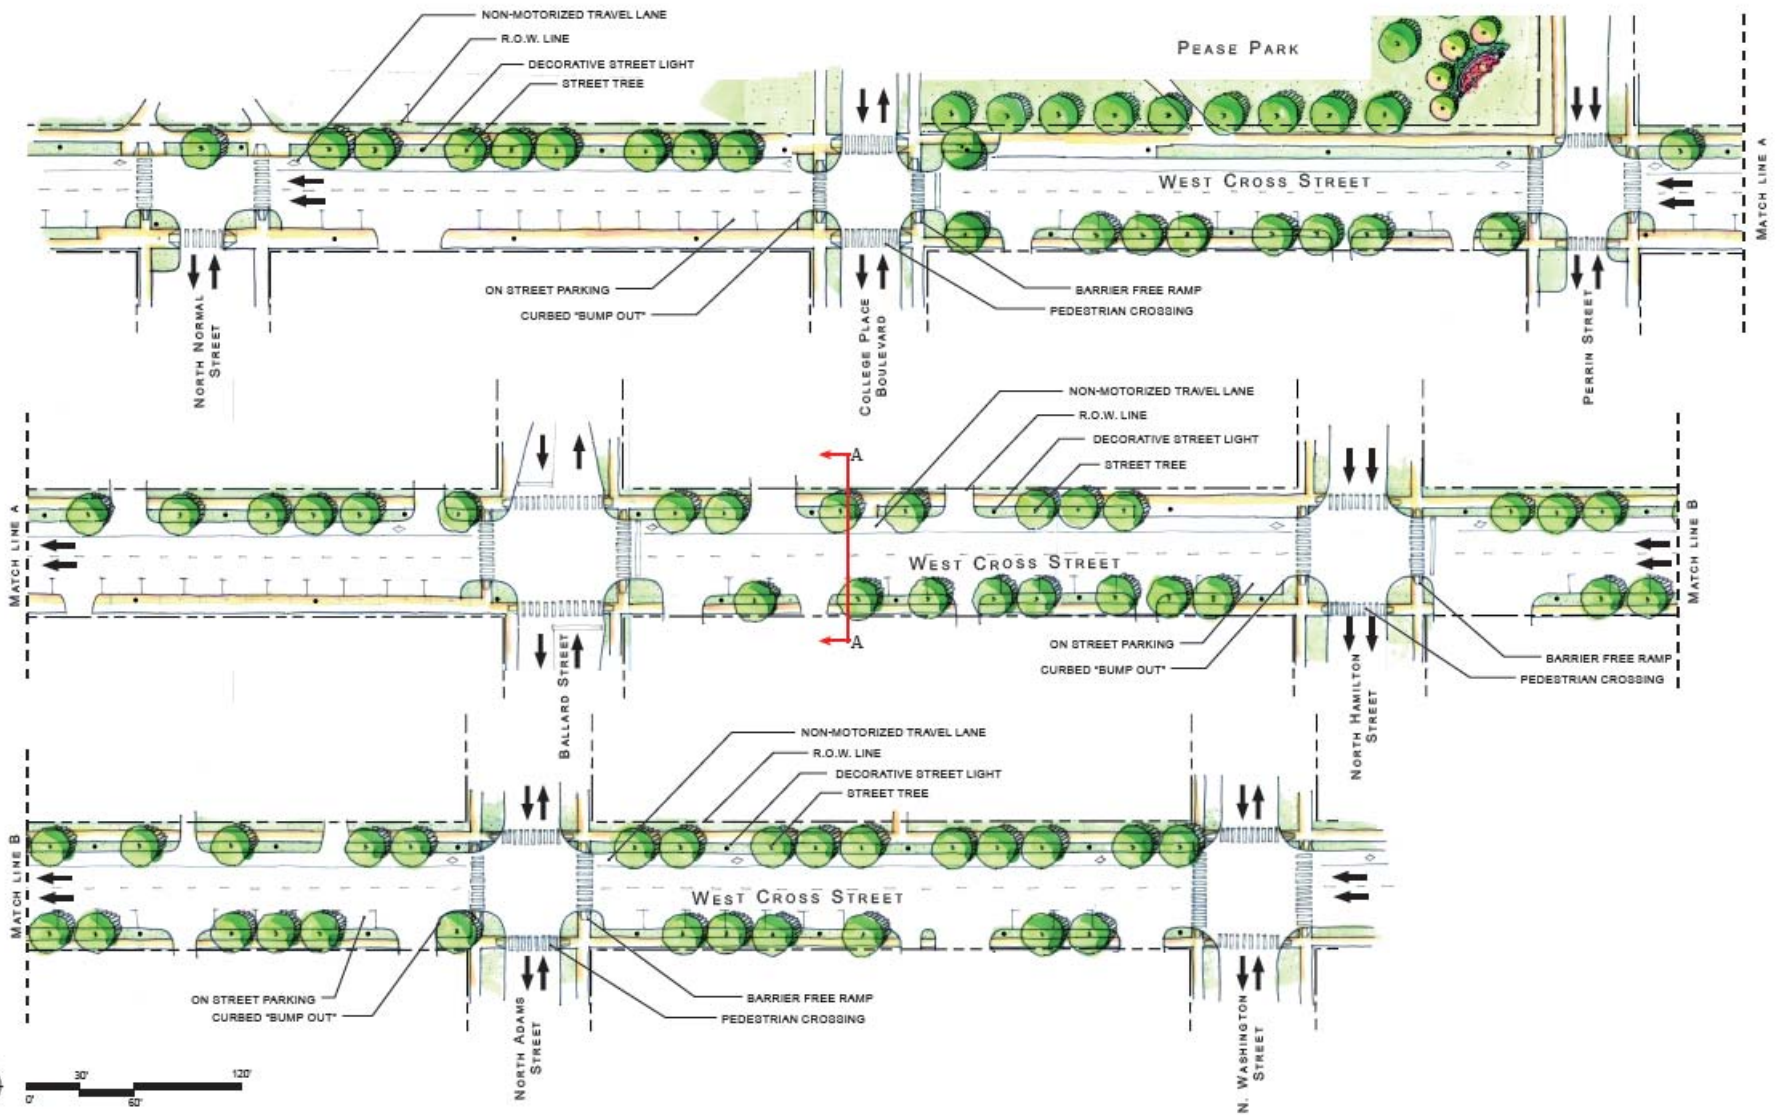 NON-MOTORIZED TRAVEL LANE
R.O.W. LINE
DECORATIVE STREET LIGHT
STREET TREE
PEASE PARK
WEST CROSS STREET
MATCH LINE A
ON STREET PARKING
CURBED "BUMP OUT"
BARRIER FREE RAMP
PEDESTRIAN CROSSING
NORTH NORMAL
STREET
COLLEGE PLACE
BOULEVARD
PERRIN STREET
NON-MOTORIZED TRAVEL LANE
R.O.W. LINE
DECORATIVE STREET LIGHT
STREET TREE
A
MATCH LINE A
WEST CROSS STREET
MATCH LINE B
A
ON STREET PARKING
CURBED "BUMP OUT"
BARRIER FREE RAMP
PEDESTRIAN CROSSING
BALLARD STREET
NORTH HAMILTON
STREET
NON-MOTORIZED TRAVEL LANE
R.O.W. LINE
DECORATIVE STREET LIGHT
STREET TREE
MATCH LINE B
WEST CROSS STREET
ON STREET PARKING
CURBED "BUMP OUT"
BARRIER FREE RAMP
PEDESTRIAN CROSSING
NORTH ADAMS
STREET
N. WASHINGTON
STREET
0' 30' 60' 120'